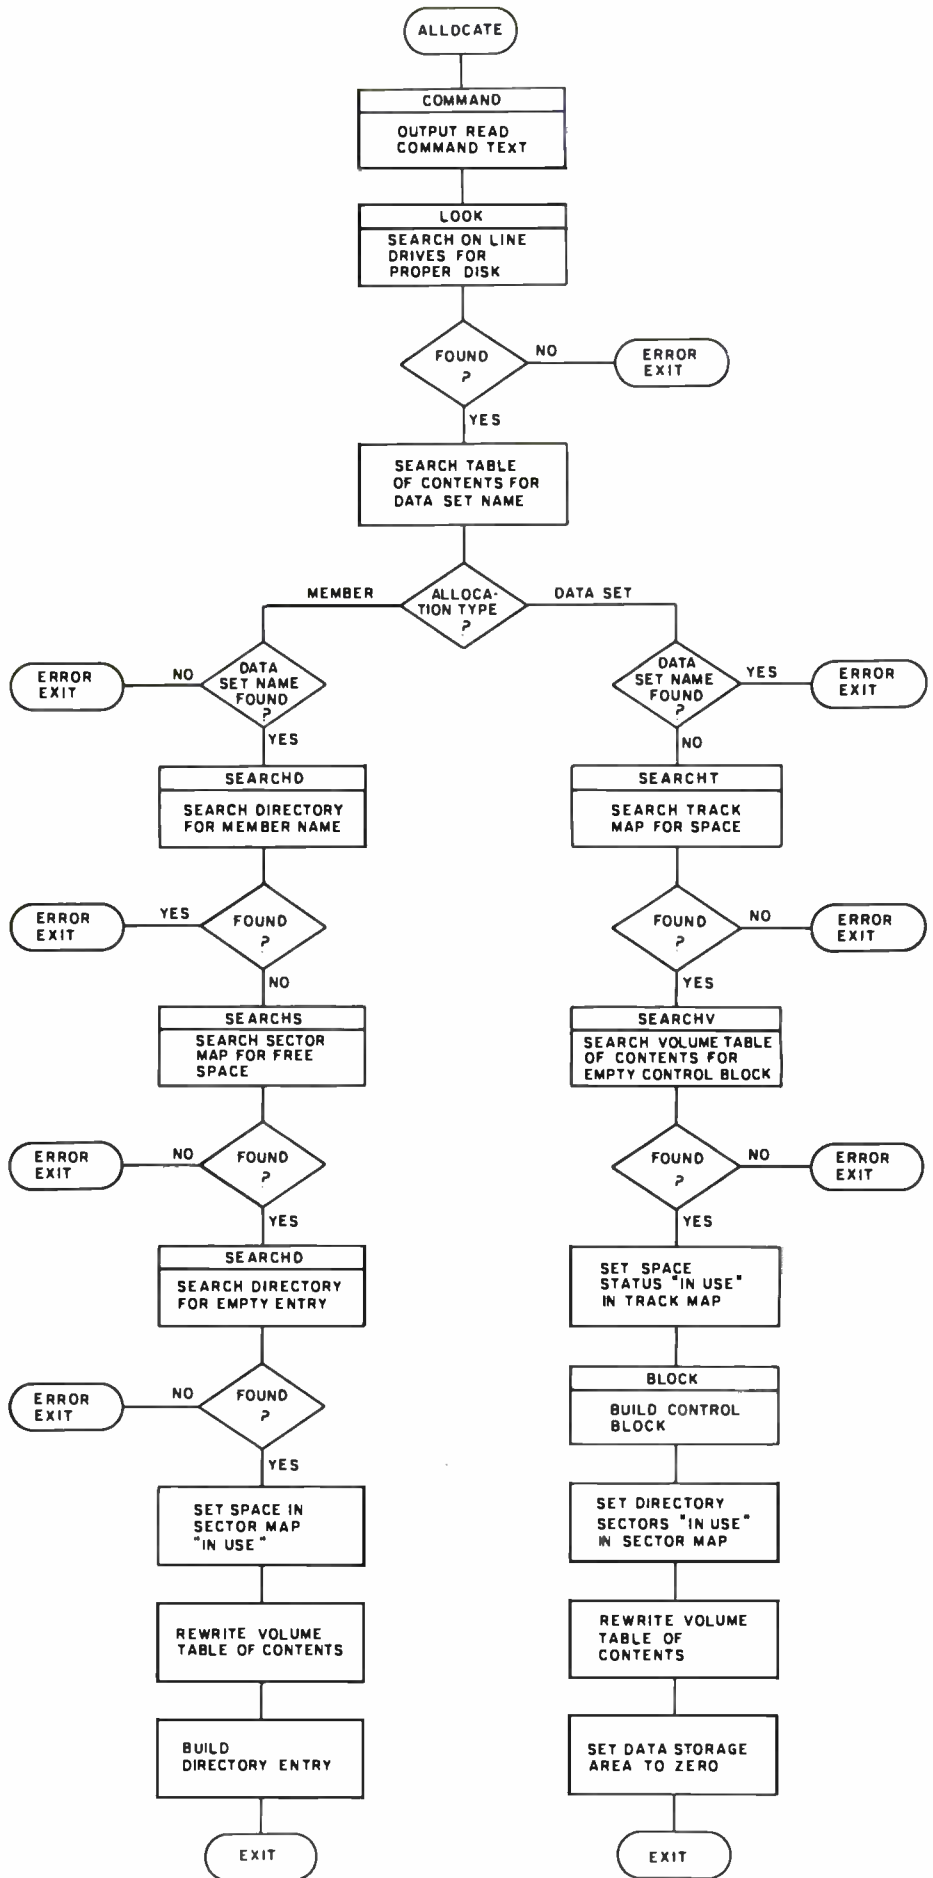 ALLOCATE
COMMAND
OUTPUT READ
COMMAND TEXT
LOOK
SEARCH ON LINE
DRIVES FOR
PROPER DISK
FOUND
?
NO
ERROR
EXIT
YES
SEARCH TABLE
OF CONTENTS FOR
DATA SET NAME
ALLOCA-
TION TYPE
?
MEMBER
DATA SET
DATA
SET NAME
FOUND
?
NO
ERROR
EXIT
YES
SEARCHD
SEARCH DIRECTORY
FOR MEMBER NAME
FOUND
?
YES
ERROR
EXIT
NO
SEARCHS
SEARCH SECTOR
MAP FOR FREE
SPACE
FOUND
?
NO
ERROR
EXIT
YES
SEARCHD
SEARCH DIRECTORY
FOR EMPTY ENTRY
FOUND
?
NO
ERROR
EXIT
YES
SET SPACE IN
SECTOR MAP
"IN USE"
REWRITE VOLUME
TABLE OF CONTENTS
BUILD
DIRECTORY ENTRY
EXIT
DATA
SET NAME
FOUND
?
YES
ERROR
EXIT
NO
SEARCHT
SEARCH TRACK
MAP FOR SPACE
FOUND
?
NO
ERROR
EXIT
YES
SEARCHV
SEARCH VOLUME TABLE
OF CONTENTS FOR
EMPTY CONTROL BLOCK
FOUND
?
NO
ERROR
EXIT
YES
SET SPACE
STATUS "IN USE"
IN TRACK MAP
BLOCK
BUILD CONTROL
BLOCK
SET DIRECTORY
SECTORS "IN USE"
IN SECTOR MAP
REWRITE VOLUME
TABLE OF
CONTENTS
SET DATA STORAGE
AREA TO ZERO
EXIT